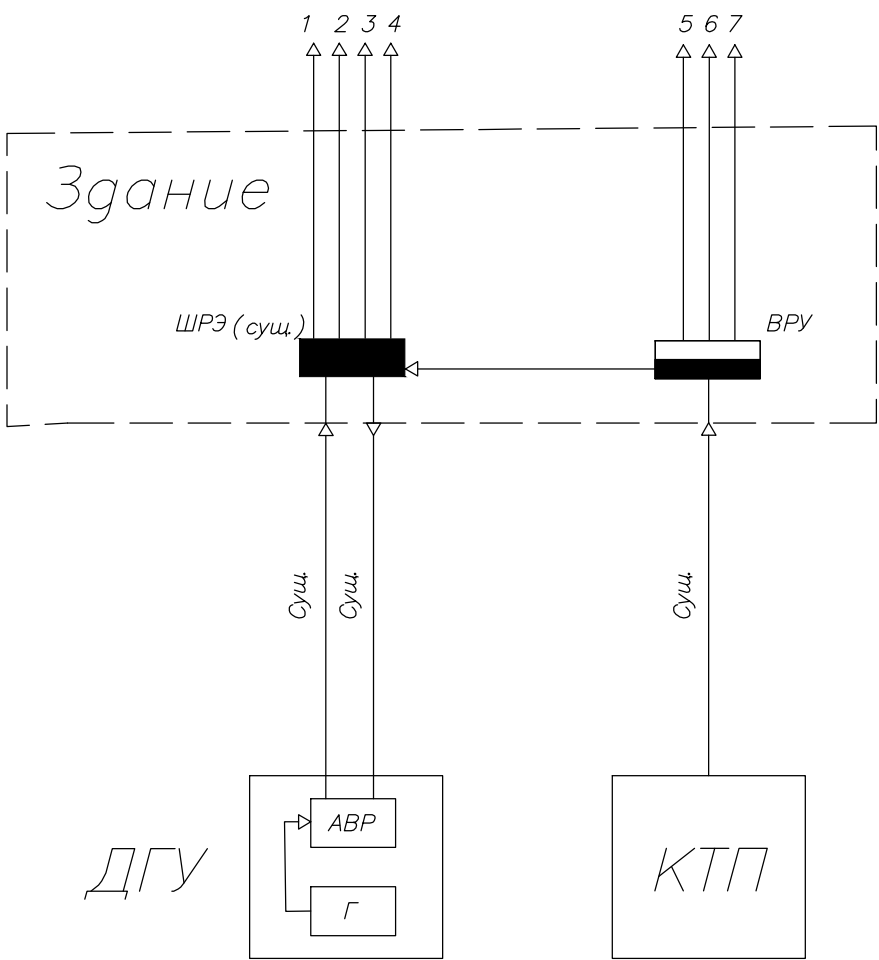 1 2 3 4 5 6 7
Здание
ШРЭ (сущ.) ВРУ
Сущ. Сущ. Сущ.
АВР
ДГУ КТП
Г